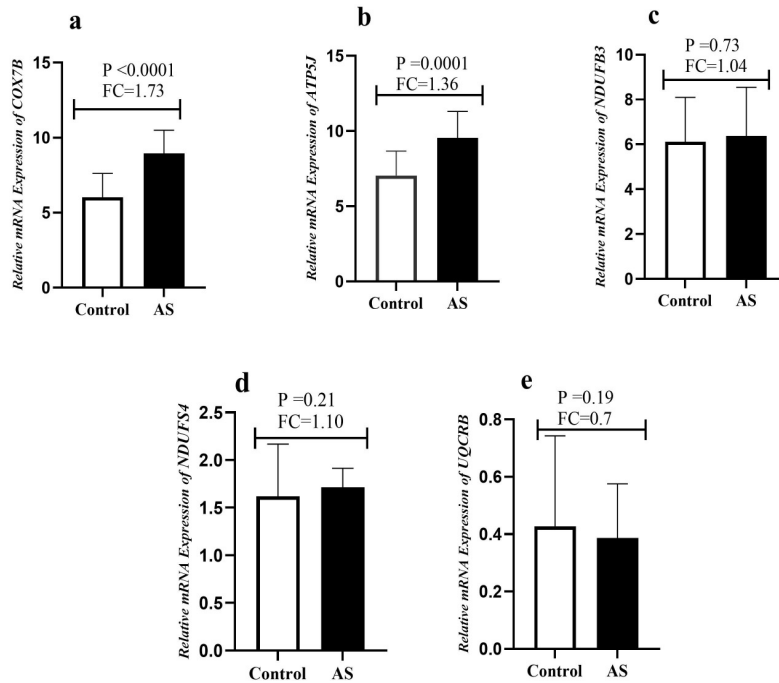 a
P <0.0001
FC=1.73
Relative mRNA Expression of COX7B
15
10
5
0
Control AS
b
P =0.0001
FC=1.36
Relative mRNA Expression of ATP5J
15
10
5
0
Control AS
c
P =0.73
FC=1.04
Relative mRNA Expression of NDUFB3
10
8
6
4
2
0
Control AS
d
P =0.21
FC=1.10
Relative mRNA Expression of NDUFS4
2.5
2.0
1.5
1.0
0.5
0.0
Control AS
e
P =0.19
FC=0.7
Relative mRNA Expression of UQCRB
0.8
0.6
0.4
0.2
0.0
Control AS